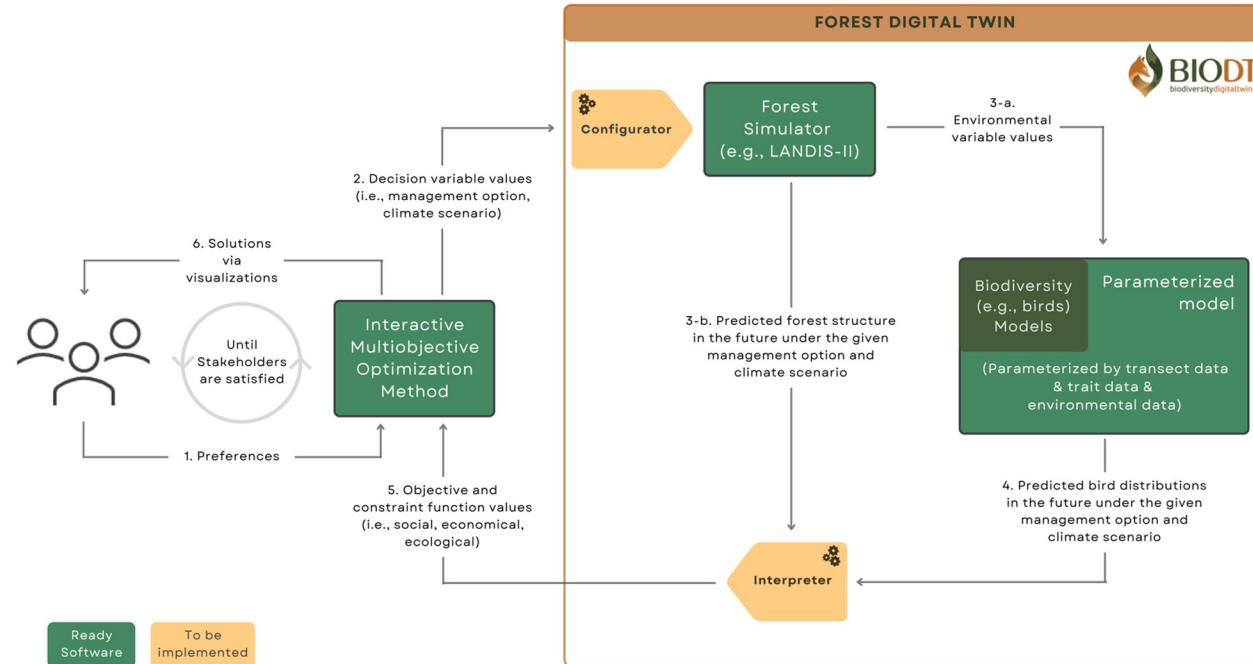 FOREST DIGITAL TWIN
BIODT
biodiversitydigitaltwin
Configurator
Forest
Simulator
(e.g., LANDIS-II)
3-a.
Environmental
variable values
2. Decision variable values
(i.e., management option,
climate scenario)
6. Solutions
via
visualizations
Until
Stakeholders
are satisfied
Interactive
Multiobjective
Optimization
Method
1. Preferences
3-b. Predicted forest structure
in the future under the given
management option and
climate scenario
Biodiversity
(e.g., birds)
Models
Parameterized
model
(Parameterized by transect data
& trait data &
environmental data)
5. Objective and
constraint function values
(i.e., social, economical,
ecological)
4. Predicted bird distributions
in the future under the given
management option and
climate scenario
Interpreter
Ready
Software
To be
implemented